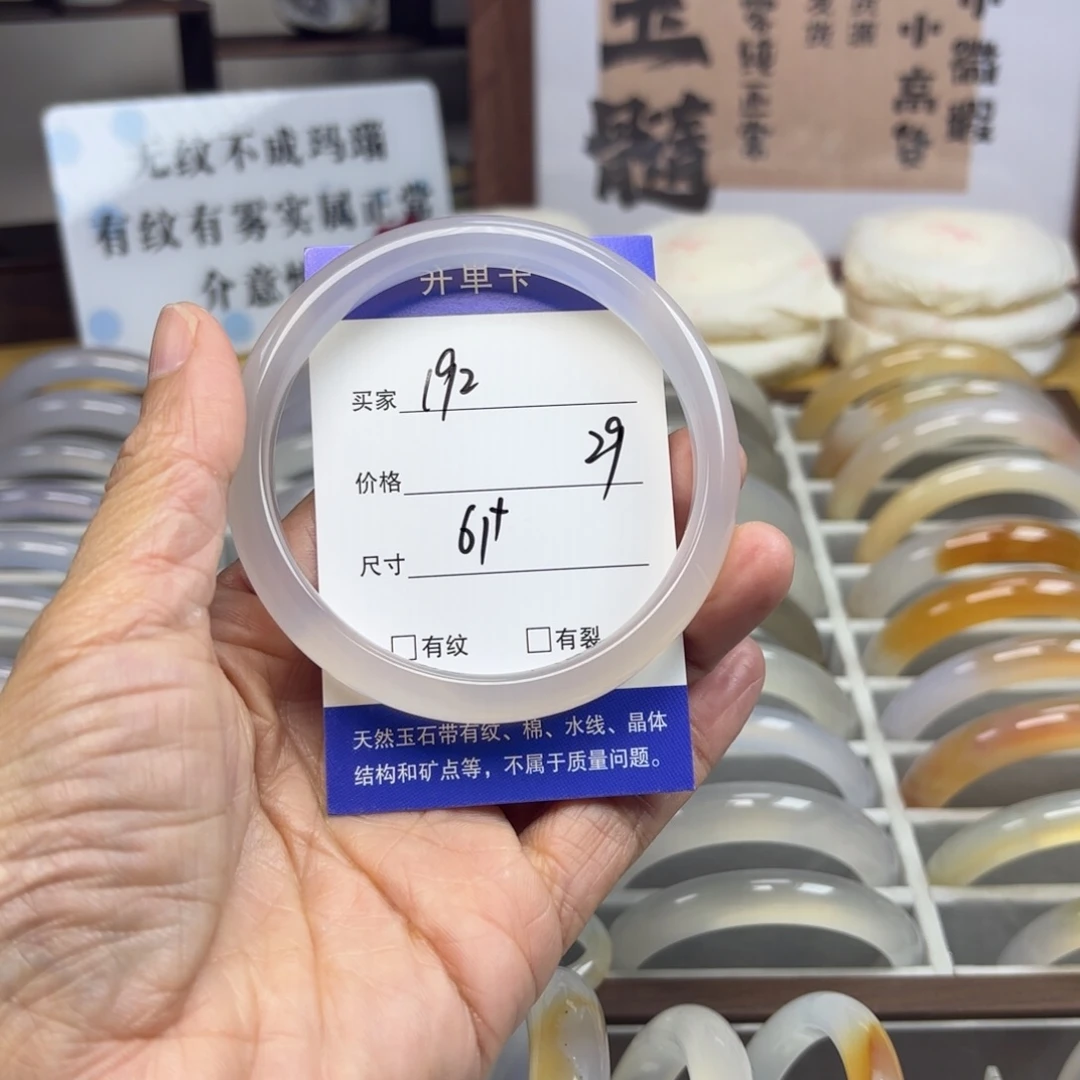 无纹不成玛瑙
有纹有雾实属正常
介意慎
玉髓
小高登
开单卡
买家 192
价格 29
尺寸 61+
□有纹 □有裂
天然玉石带有纹、棉、水线、晶体
结构和矿点等，不属于质量问题。